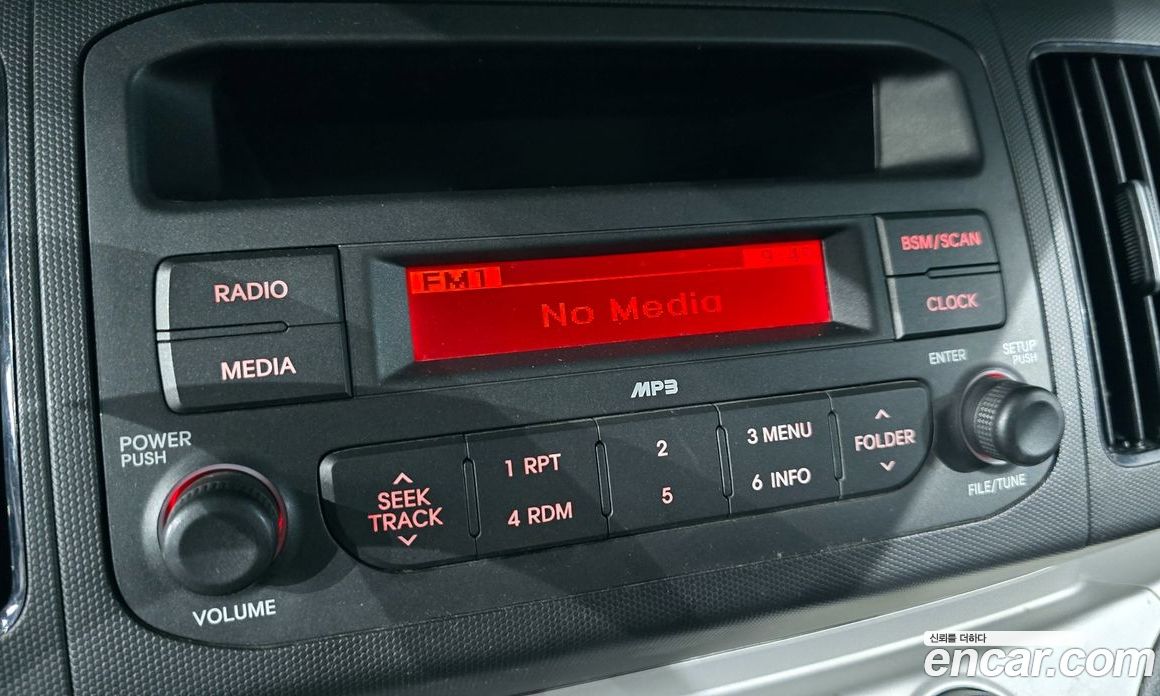 RADIO
MEDIA
FM1
No Media
BSM/SCAN
CLOCK
MP3
POWER
PUSH
VOLUME
SEEK
TRACK
1 RPT
4 RDM
2
5
3 MENU
6 INFO
FOLDER
ENTER
SETUP
PUSH
FILE/TUNE
신뢰를 더하다
encar.com